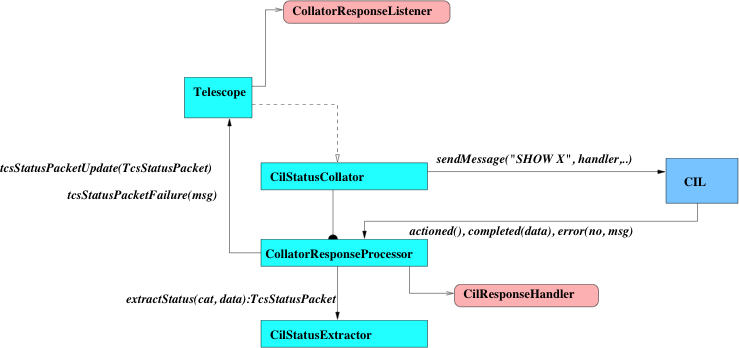 CollatorResponseListener
Telescope
sendMessage("SHOW X", handler,..)
tcsStatusPacketUpdate(TcsStatusPacket)
CilStatusCollator
CIL
tcsStatusPacketFailure(msg)
actioned(), completed(data), error(no, msg)
CollatorResponseProcessor
extractStatus(cat, data):TcsStatusPacket
CilResponseHandler
CilStatusExtractor